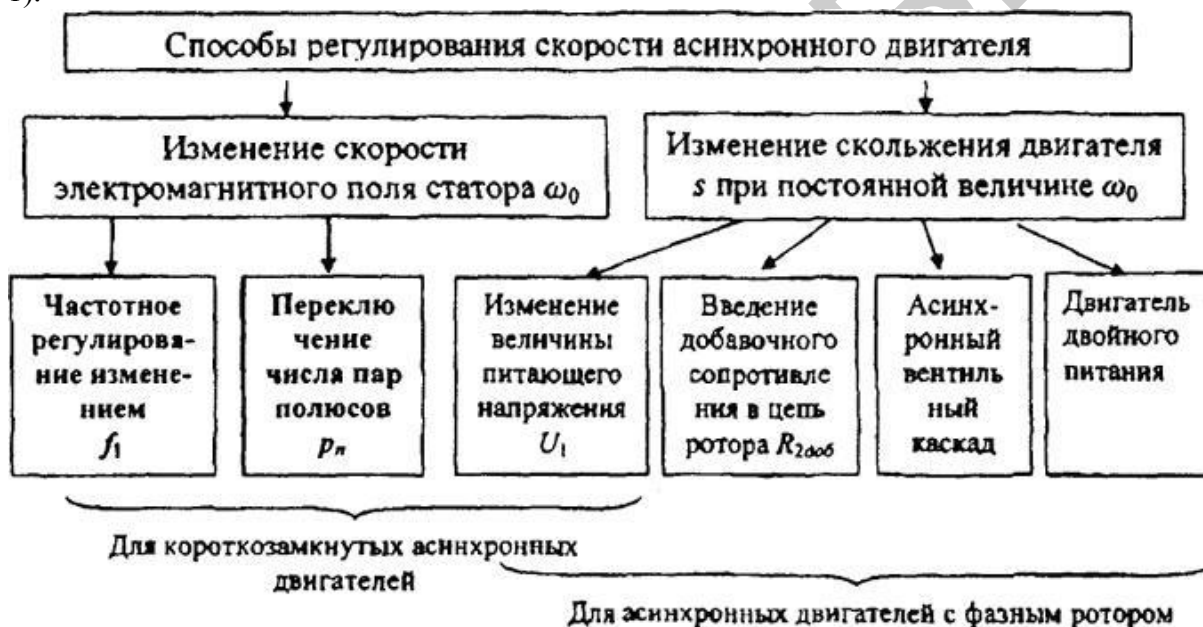 Способы регулирования скорости асинхронного двигателя
Изменение скорости
электромагнитного поля статора ω₀
Изменение скольжения двигателя
s при постоянной величине ω₀
Частотное
регулирова-
ние измене-
нием
f₁
Переклю
чение
числа пар
полюсов
pₙ
Изменение
величины
питающего
напряжения
U₁
Введение
добавочного
сопротивле
ния в цепь
ротора R₂доб
Асинх-
ронный
вентиль
ный
каскад
Двигатель
двойного
питания
Для короткозамкнутых асинхронных
двигателей
Для асинхронных двигателей с фазным ротором